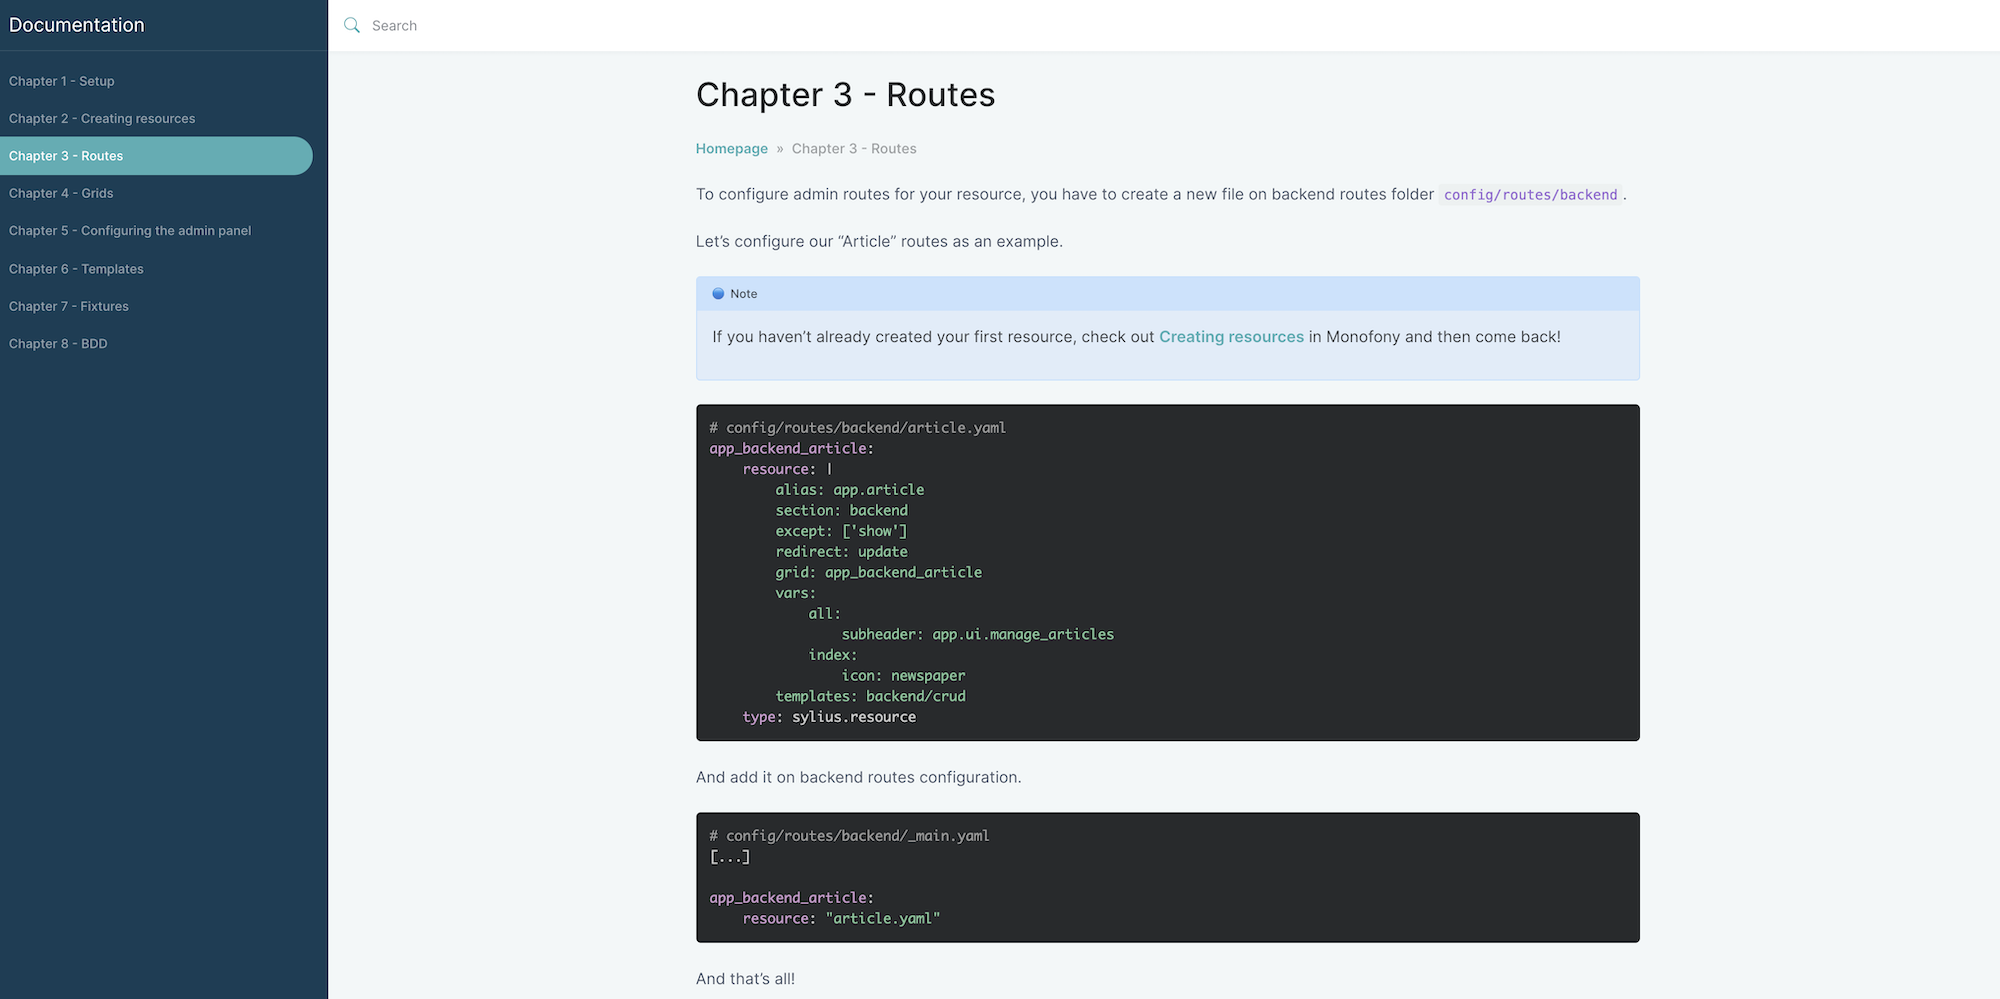 Documentation
Search
Chapter 1 - Setup
Chapter 2 - Creating resources
Chapter 3 - Routes
Chapter 4 - Grids
Chapter 5 - Configuring the admin panel
Chapter 6 - Templates
Chapter 7 - Fixtures
Chapter 8 - BDD
Chapter 3 - Routes
Homepage » Chapter 3 - Routes
To configure admin routes for your resource, you have to create a new file on backend routes folder config/routes/backend.
Let’s configure our “Article” routes as an example.
Note
If you haven’t already created your first resource, check out Creating resources in Monofony and then come back!
# config/routes/backend/article.yaml
app_backend_article:
    resource: |
        alias: app.article
        section: backend
        except: ['show']
        redirect: update
        grid: app_backend_article
        vars:
            all:
                subheader: app.ui.manage_articles
            index:
                icon: newspaper
        templates: backend/crud
    type: sylius.resource
And add it on backend routes configuration.
# config/routes/backend/_main.yaml
[...]
app_backend_article:
    resource: "article.yaml"
And that’s all!